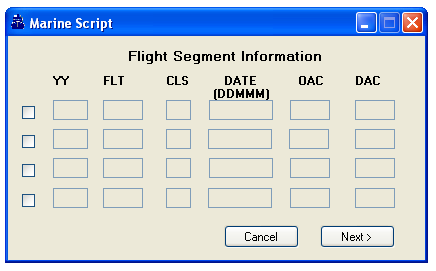 Marine Script
Flight Segment Information
YY FLT CLS DATE OAC DAC
(DDMMM)
Cancel Next >